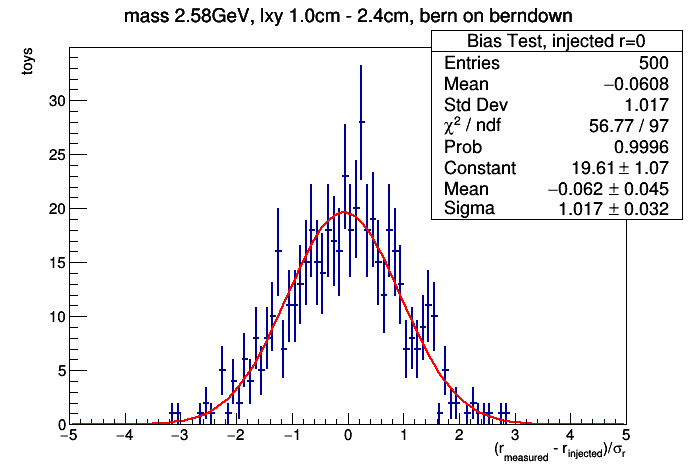 mass 2.58GeV, lxy 1.0cm - 2.4cm, bern on berndown
Bias Test, injected r=0
Entries 500
Mean −0.0608
Std Dev 1.017
χ² / ndf 56.77 / 97
Prob 0.9996
Constant 19.61 ± 1.07
Mean −0.062 ± 0.045
Sigma 1.017 ± 0.032
toys
30
25
20
15
10
5
0
−5 −4 −3 −2 −1 0 1 2 3 4 5
(r_measured - r_injected)/σ_r